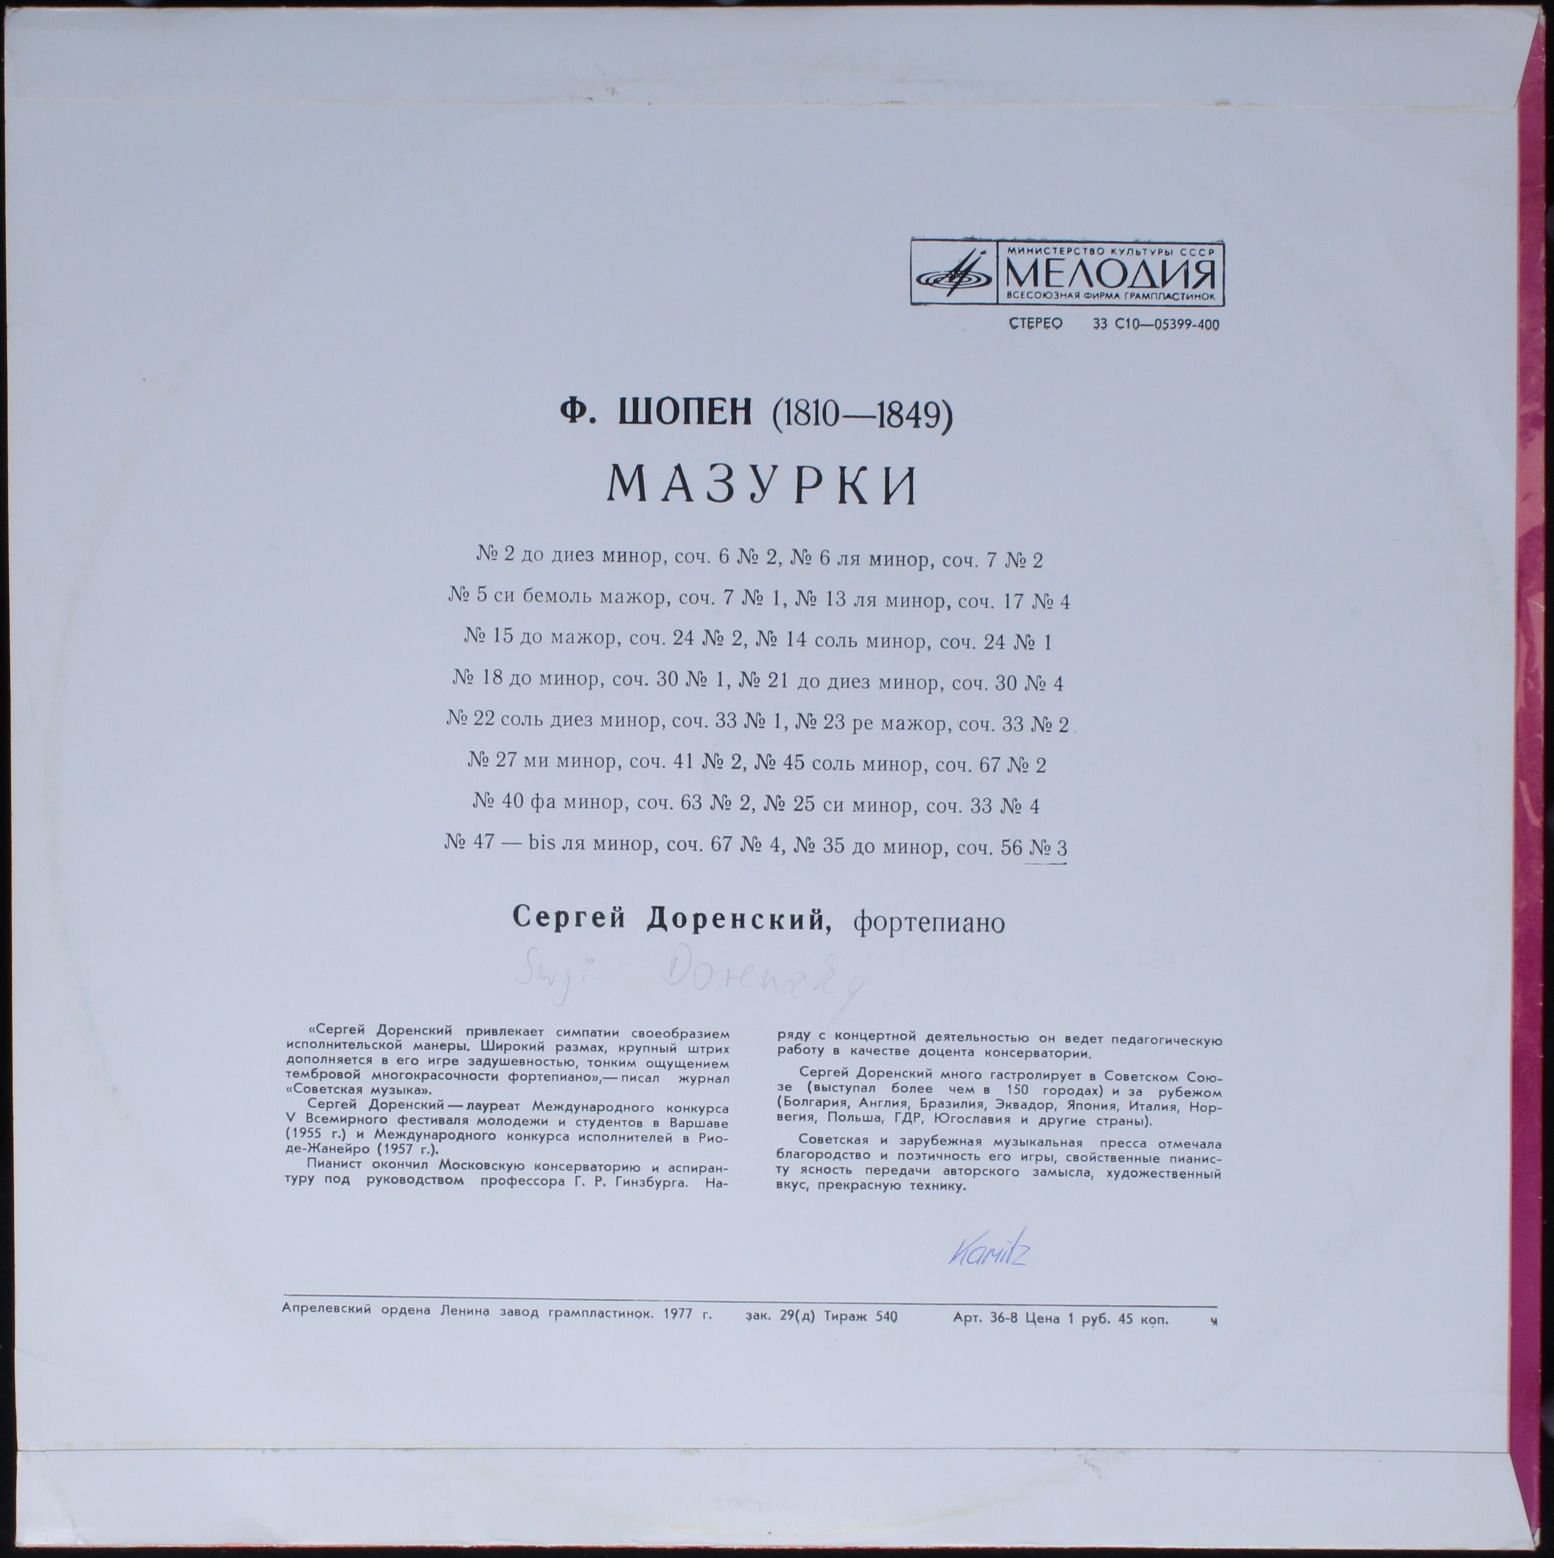 МИНИСТЕРСТВО КУЛЬТУРЫ СССР
МЕЛОДИЯ
ВСЕСОЮЗНАЯ ФИРМА ГРАМПЛАСТИНОК
СТЕРЕО 33 С10—05399-400
Ф. ШОПЕН (1810—1849)
МАЗУРКИ
№ 2 до диез минор, соч. 6 № 2, № 6 ля минор, соч. 7 № 2
№ 5 си бемоль мажор, соч. 7 № 1, № 13 ля минор, соч. 17 № 4
№ 15 до мажор, соч. 24 № 2, № 14 соль минор, соч. 24 № 1
№ 18 до минор, соч. 30 № 1, № 21 до диез минор, соч. 30 № 4
№ 22 соль диез минор, соч. 33 № 1, № 23 ре мажор, соч. 33 № 2
№ 27 ми минор, соч. 41 № 2, № 45 соль минор, соч. 67 № 2
№ 40 фа минор, соч. 63 № 2, № 25 си минор, соч. 33 № 4
№ 47 — bis ля минор, соч. 67 № 4, № 35 до минор, соч. 56 № 3
Сергей Доренский, фортепиано
«Сергей Доренский привлекает симпатии своеобразием
исполнительской манеры. Широкий размах, крупный штрих
дополняется в его игре задушевностью, тонким ощущением
тембровой многокрасочности фортепиано»,— писал журнал
«Советская музыка».
Сергей Доренский — лауреат Международного конкурса
V Всемирного фестиваля молодежи и студентов в Варшаве
(1955 г.) и Международного конкурса исполнителей в Рио-
де-Жанейро (1957 г.).
Пианист окончил Московскую консерваторию и аспиран-
туру под руководством профессора Г. Р. Гинзбурга. На-
ряду с концертной деятельностью он ведет педагогическую
работу в качестве доцента консерватории.
Сергей Доренский много гастролирует в Советском Сою-
зе (выступал более чем в 150 городах) и за рубежом
(Болгария, Англия, Бразилия, Эквадор, Япония, Италия, Нор-
вегия, Польша, ГДР, Югославия и другие страны).
Советская и зарубежная музыкальная пресса отмечала
благородство и поэтичность его игры, свойственные пианис-
ту ясность передачи авторского замысла, художественный
вкус, прекрасную технику.
Kamitz
Апрелевский ордена Ленина завод грампластинок. 1977 г. зак. 29(д) Тираж 540 Арт. 36-8 Цена 1 руб. 45 коп. ч